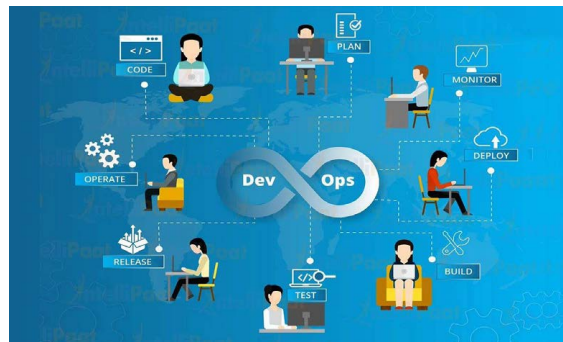 PLAN
</>
CODE
MONITOR
DEPLOY
OPERATE
Dev Ops
RELEASE
BUILD
</>
TEST